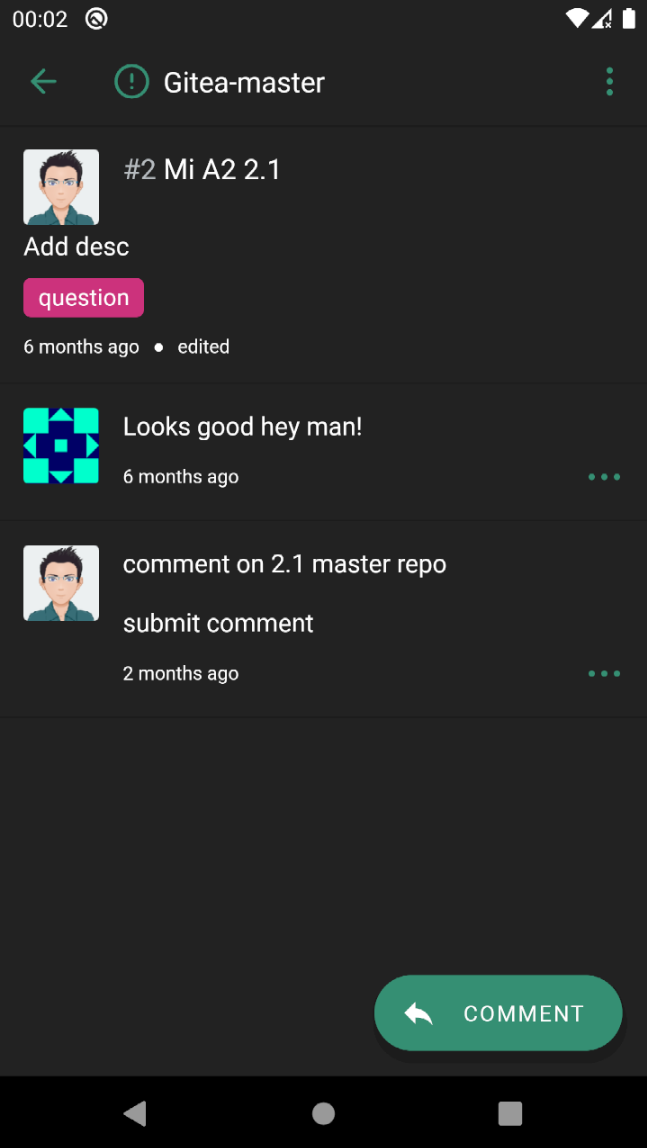 00:02
Gitea-master
#2 Mi A2 2.1
Add desc
question
6 months ago • edited
Looks good hey man!
6 months ago
comment on 2.1 master repo
submit comment
2 months ago
COMMENT